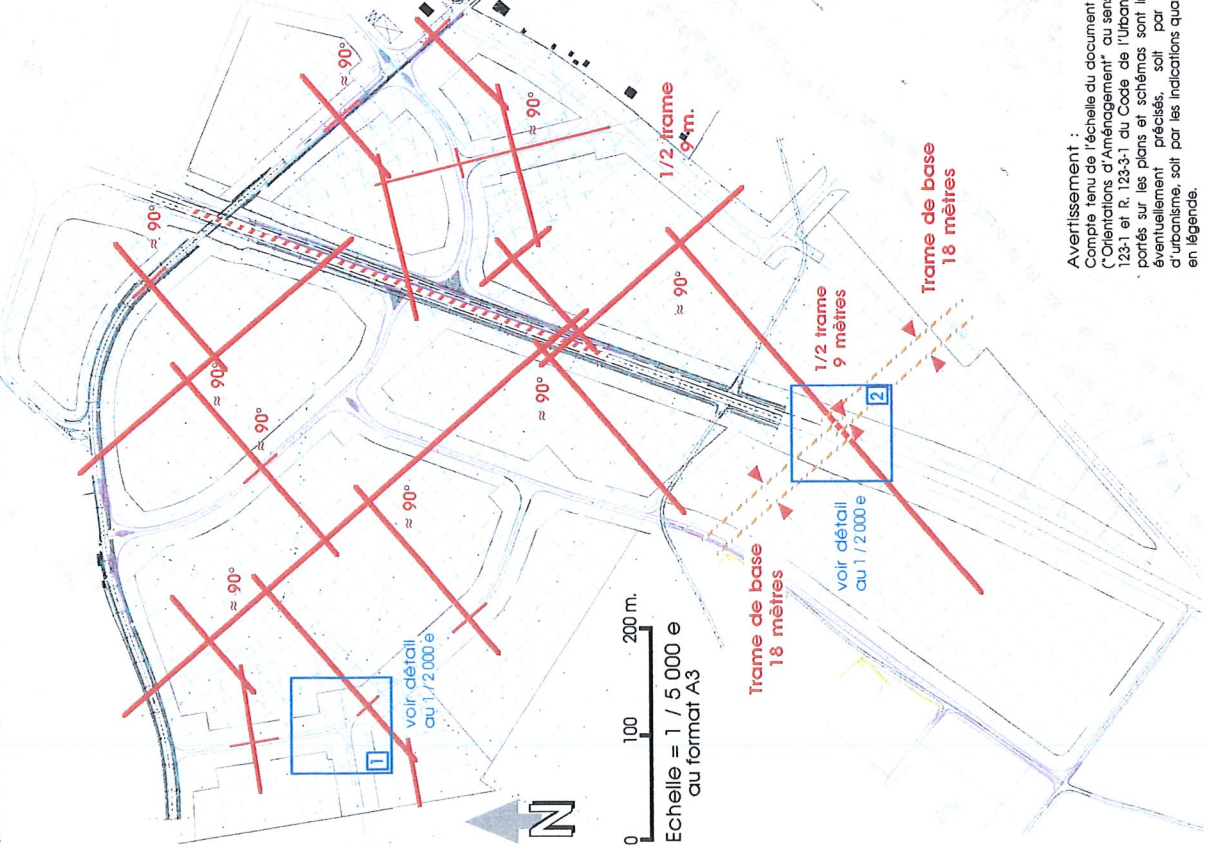 ≈ 90°
≈ 90°
≈ 90°
≈ 90°
≈ 90°
≈ 90°
≈ 90°
≈ 90°
≈ 90°
1/2 trame
9 m.
1/2 trame
9 mètres
Trame de base
18 mètres
Trame de base
18 mètres
voir détail
au 1 / 2 000 e
1
voir détail
au 1 / 2 000 e
2
N
0 100 200 m.
Echelle = 1 / 5 000 e
au format A3
Avertissement :
Compte tenu de l'échelle du document
("Orientations d'Aménagement" au sens
123-1 et R. 123-3-1 du Code de l'Urban
portés sur les plans et schémas sont
éventuellement précisés, soit par
d'urbanisme, soit par les indications
en légende.